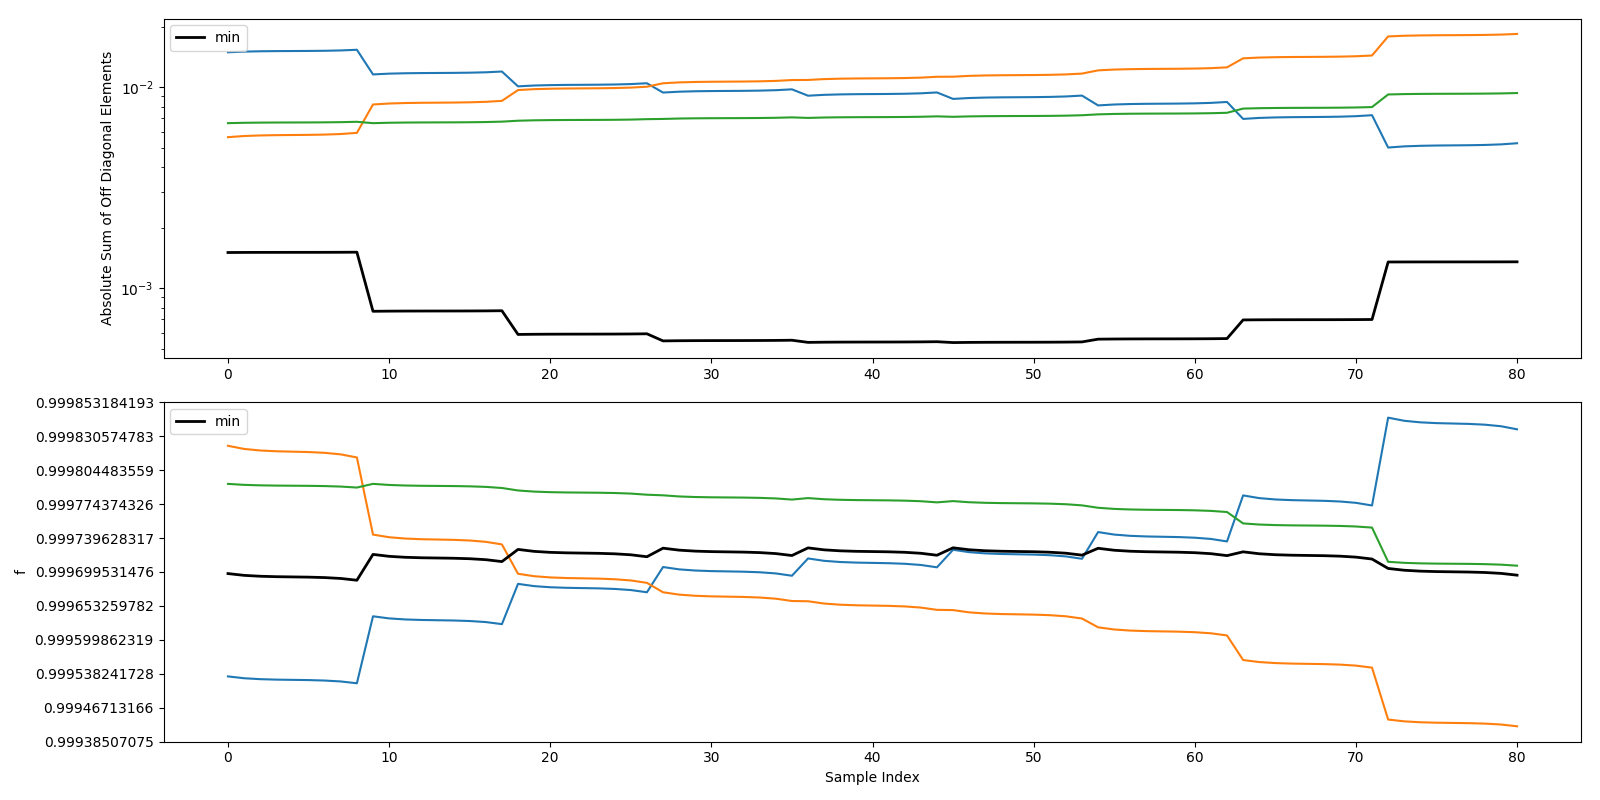 min
Absolute Sum of Off Diagonal Elements
10⁻²
10⁻³
0 10 20 30 40 50 60 70 80
min
f
0.999853184193
0.999830574783
0.999804483559
0.999774374326
0.999739628317
0.999699531476
0.999653259782
0.999599862319
0.999538241728
0.99946713166
0.99938507075
0 10 20 30 40 50 60 70 80
Sample Index